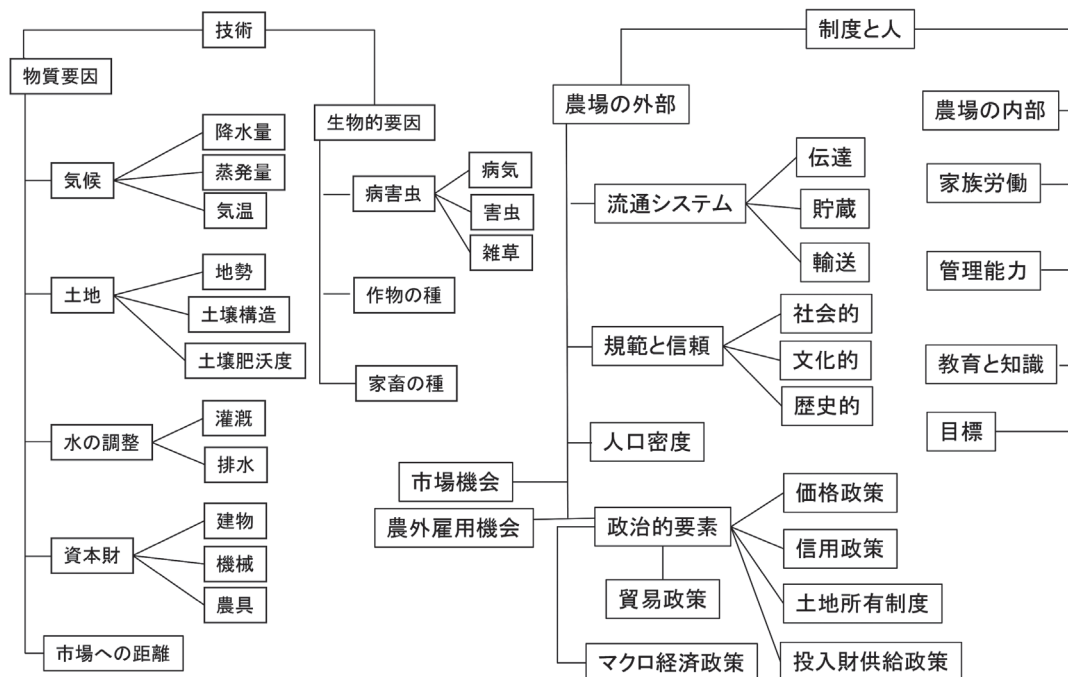 技術
物質要因
気候
降水量
蒸発量
気温
土地
地勢
土壌構造
土壌肥沃度
水の調整
灌漑
排水
資本財
建物
機械
農具
市場への距離
生物的要因
病害虫
病気
害虫
雑草
作物の種
家畜の種
制度と人
農場の外部
流通システム
伝達
貯蔵
輸送
規範と信頼
社会的
文化的
歴史的
人口密度
市場機会
農外雇用機会
政治的要素
価格政策
信用政策
土地所有制度
投入財供給政策
貿易政策
マクロ経済政策
農場の内部
家族労働
管理能力
教育と知識
目標